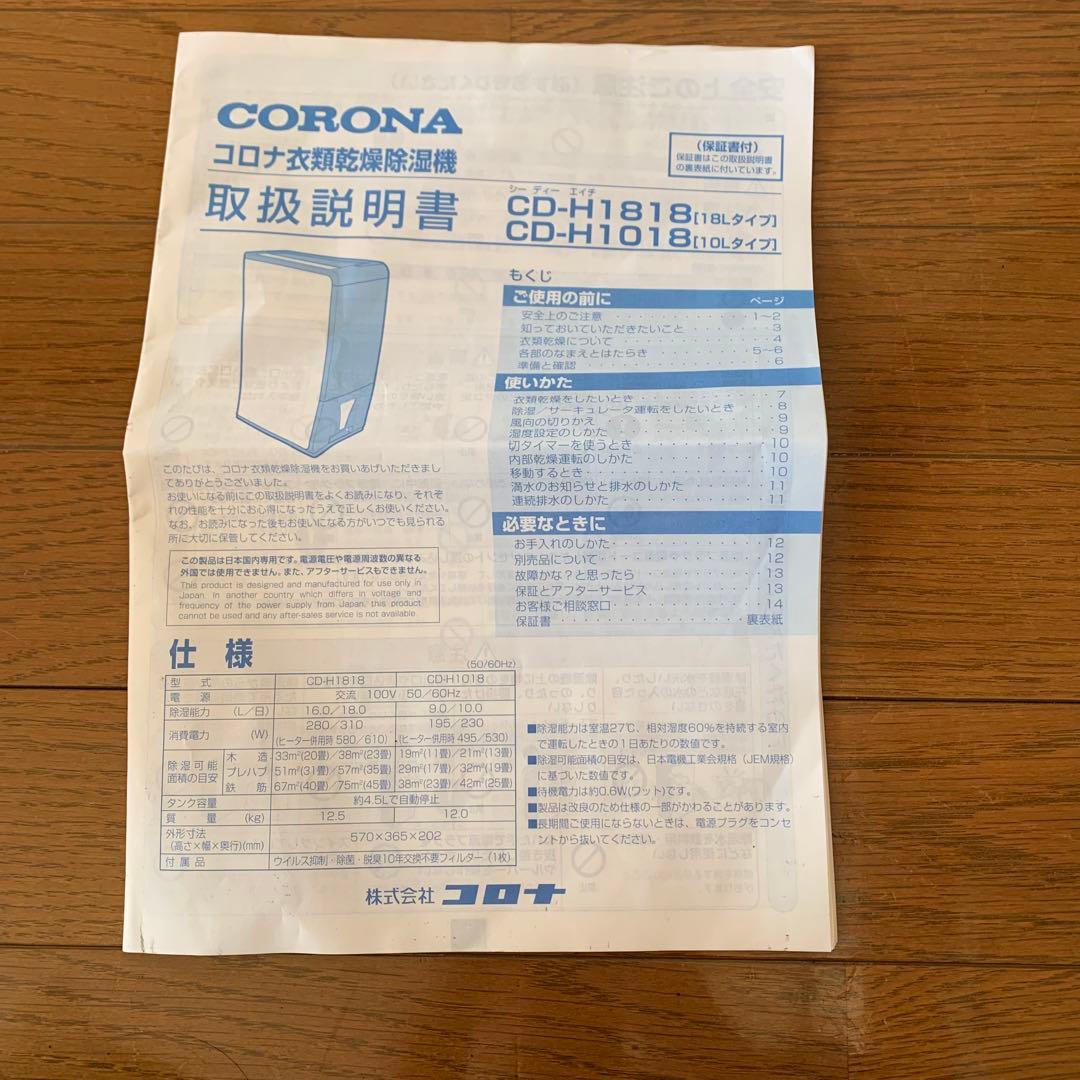 CORONA
コロナ衣類乾燥除湿機
取扱説明書
(保証書付)
保証書はこの取扱説明書
の裏表紙に付いています。
シー ディー エイチ
CD-H1818[18Lタイプ]
CD-H1018[10Lタイプ]
もくじ
ご使用の前に ページ
安全上のご注意 1~2
知っておいていただきたいこと 3
衣類乾燥について 4
各部のなまえとはたらき 5~6
準備と確認 6
使いかた
衣類乾燥をしたいとき 7
除湿/サーキュレータ運転をしたいとき 8
風向の切りかえ 9
湿度設定のしかた 9
切タイマーを使うとき 10
内部乾燥運転のしかた 10
移動するとき 10
満水のお知らせと排水のしかた 11
連続排水のしかた 11
必要なときに
お手入れのしかた 12
別売品について 12
故障かな?と思ったら 13
保証とアフターサービス 13
お客様ご相談窓口 14
保証書 裏表紙
このたびは、コロナ衣類乾燥除湿機をお買いあげいただきまし
てありがとうございました。
お使いになる前にこの取扱説明書をよくお読みになり、それぞ
れの性能を十分にお心得になったうえで正しくお使いください。
なお、お読みになった後もお使いになる方がいつでも見られる
所に大切に保管してください。
この製品は日本国内専用です。電源電圧や電源周波数の異なる
外国では使用できません。また、アフターサービスもできません。
This product is designed and manufactured for use only in
Japan. In another country which differs in voltage and
frequency of the power supply from Japan, this product
cannot be used and any after-sales service is not available.
仕様
(50/60Hz)
型式 CD-H1818 CD-H1018
電源 交流 100V 50/60Hz
除湿能力 (L/日) 16.0/18.0 9.0/10.0
消費電力 (W) 280/310 195/230
(ヒーター併用時 580/610) (ヒーター併用時 495/530)
除湿可能面積の目安 木造 33m²(20畳)/38m²(23畳) 19m²(11畳)/21m²(13畳)
プレハブ 51m²(31畳)/57m²(35畳) 29m²(17畳)/32m²(19畳)
鉄筋 67m²(40畳)/75m²(45畳) 38m²(23畳)/42m²(25畳)
タンク容量 約4.5Lで自動停止
質量 (kg) 12.5 12.0
外形寸法
(高さ×幅×奥行)(mm) 570×365×202
付属品 ウイルス抑制・除菌・脱臭10年交換不要フィルター(1枚)
■除湿能力は室温27℃、相対湿度60%を持続する室内
で運転したときの1日あたりの数値です。
■除湿可能面積の目安は、日本電機工業会規格(JEM規格)
に基づいた数値です。
■待機電力は約0.6W(ワット)です。
■製品は改良のため仕様の一部がかわることがあります。
■長期間ご使用にならないときは、電源プラグをコンセ
ントから抜いてください。
株式会社 コロナ